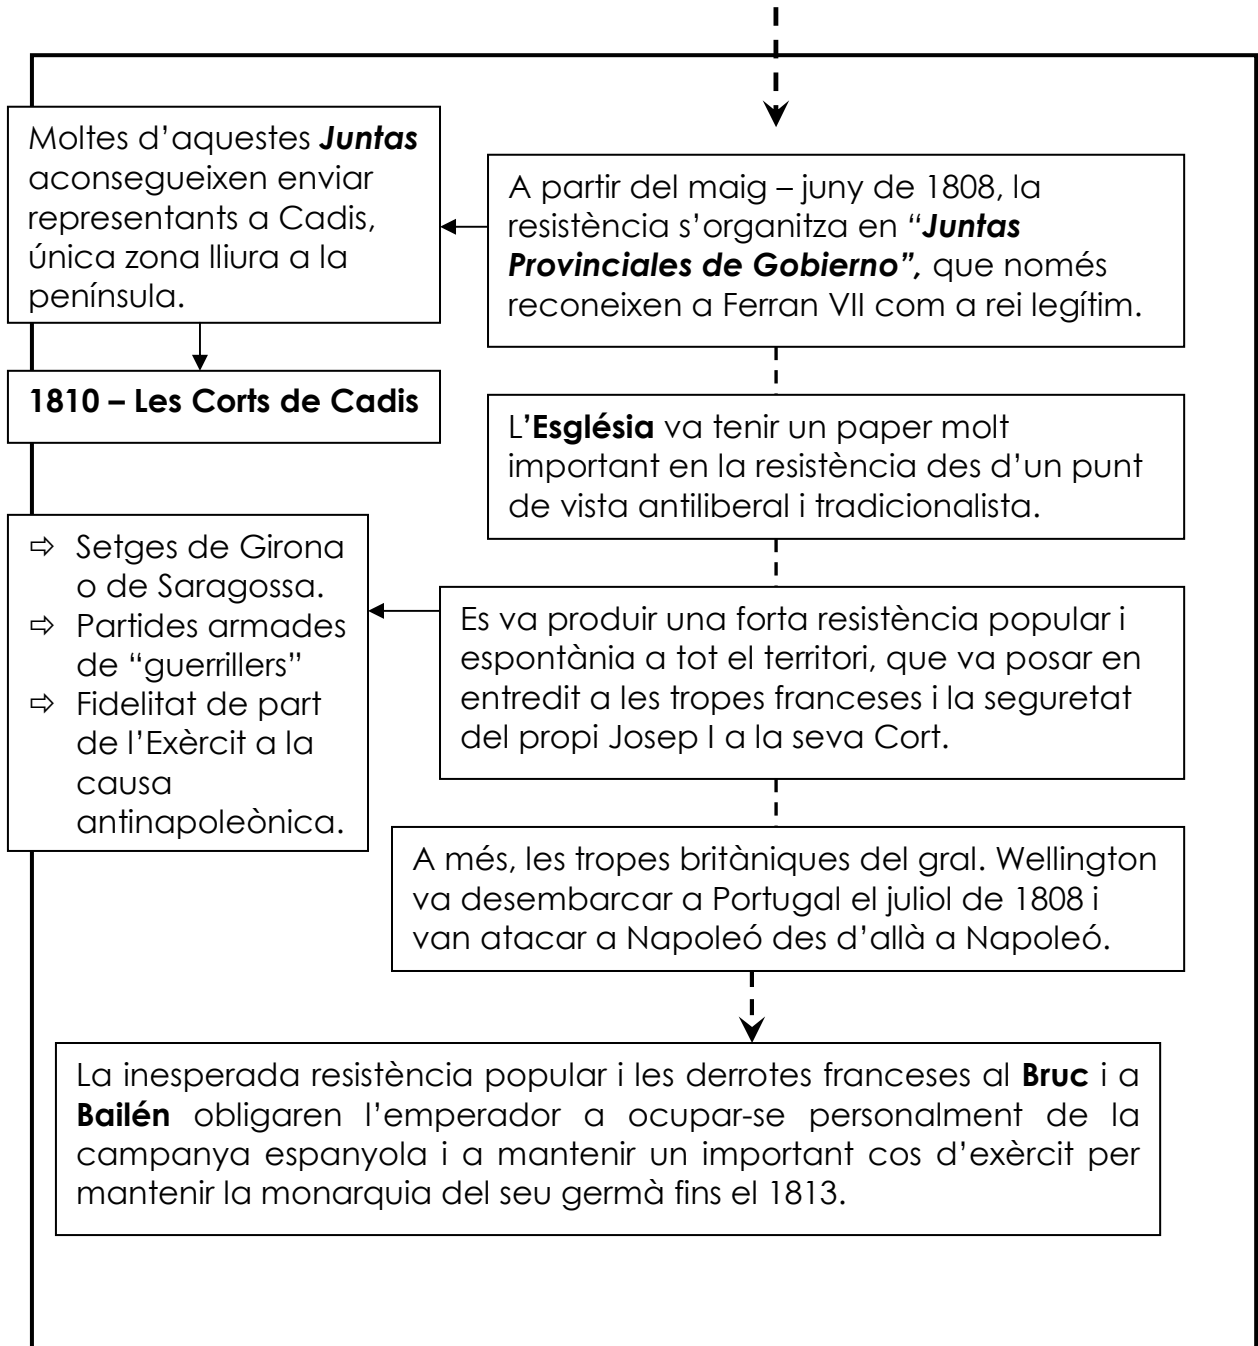 Moltes d’aquestes Juntas
aconsegueixen enviar
representants a Cadis,
única zona lliura a la
península.
A partir del maig – juny de 1808, la
resistència s’organitza en “Juntas
Provinciales de Gobierno”, que només
reconeixen a Ferran VII com a rei legítim.
1810 – Les Corts de Cadis
L’Església va tenir un paper molt
important en la resistència des d’un punt
de vista antiliberal i tradicionalista.
⇨ Setges de Girona
o de Saragossa.
⇨ Partides armades
de “guerrillers”
⇨ Fidelitat de part
de l’Exèrcit a la
causa
antinapoleònica.
Es va produir una forta resistència popular i
espontània a tot el territori, que va posar en
entredit a les tropes franceses i la seguretat
del propi Josep I a la seva Cort.
A més, les tropes britàniques del gral. Wellington
va desembarcar a Portugal el juliol de 1808 i
van atacar a Napoleó des d’allà a Napoleó.
La inesperada resistència popular i les derrotes franceses al Bruc i a
Bailén obligaren l’emperador a ocupar-se personalment de la
campanya espanyola i a mantenir un important cos d’exèrcit per
mantenir la monarquia del seu germà fins el 1813.